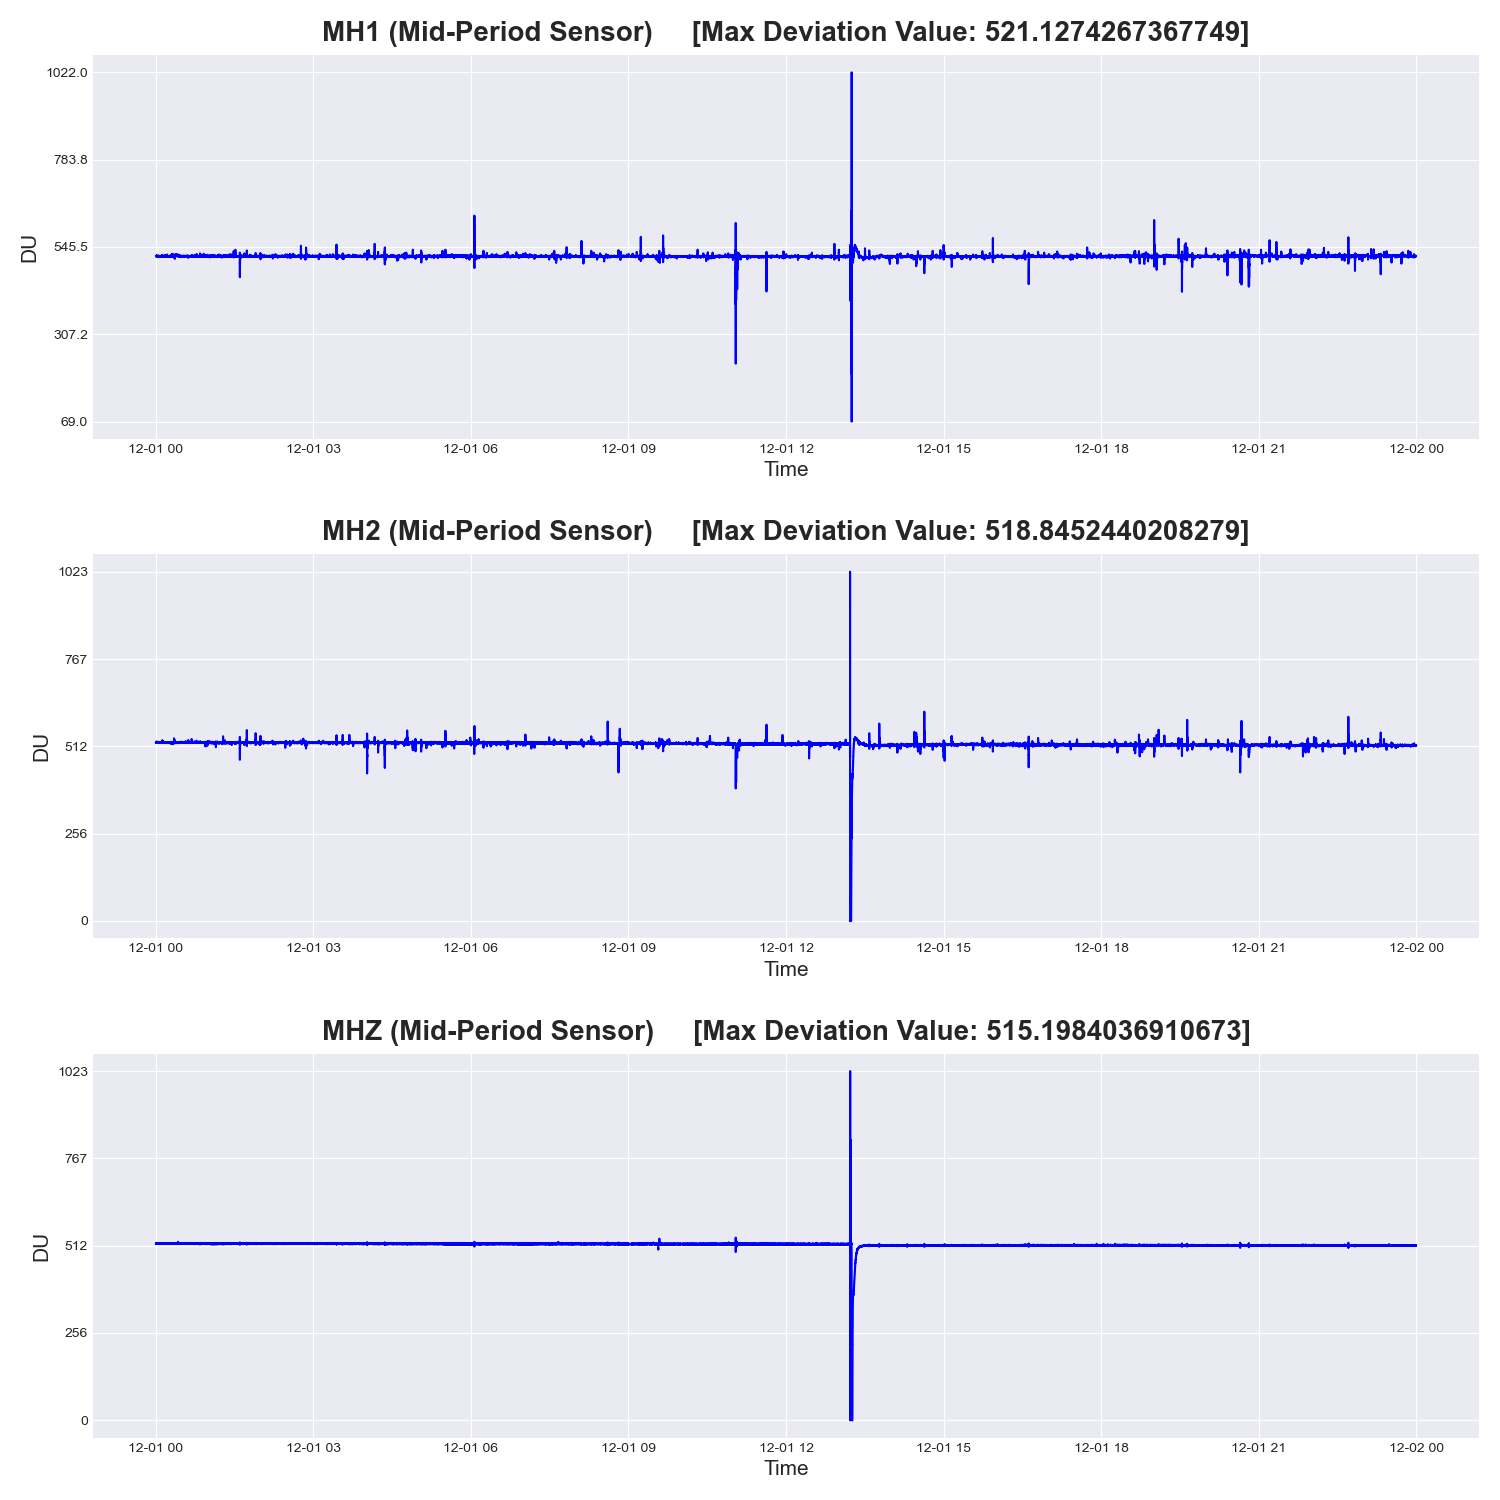 MH1 (Mid-Period Sensor) [Max Deviation Value: 521.1274267367749]
1022.0
783.8
545.5
307.2
69.0
DU
12-01 00 12-01 03 12-01 06 12-01 09 12-01 12 12-01 15 12-01 18 12-01 21 12-02 00
Time
MH2 (Mid-Period Sensor) [Max Deviation Value: 518.8452440208279]
1023
767
512
256
0
DU
12-01 00 12-01 03 12-01 06 12-01 09 12-01 12 12-01 15 12-01 18 12-01 21 12-02 00
Time
MHZ (Mid-Period Sensor) [Max Deviation Value: 515.1984036910673]
1023
767
512
256
0
DU
12-01 00 12-01 03 12-01 06 12-01 09 12-01 12 12-01 15 12-01 18 12-01 21 12-02 00
Time